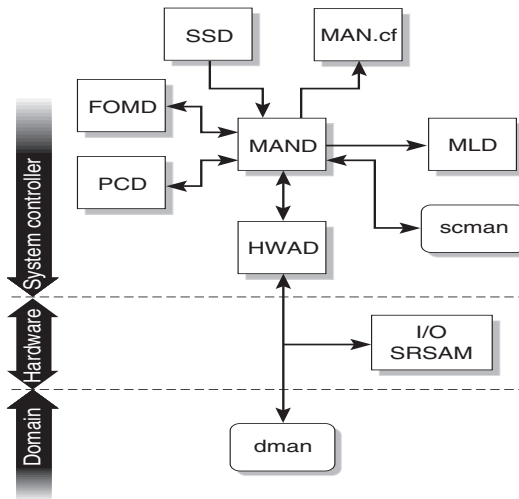 SSD
MAN.cf
FOMD
MAND
MLD
PCD
scman
HWAD
System controller
I/O
SRSAM
Hardware
dman
Domain